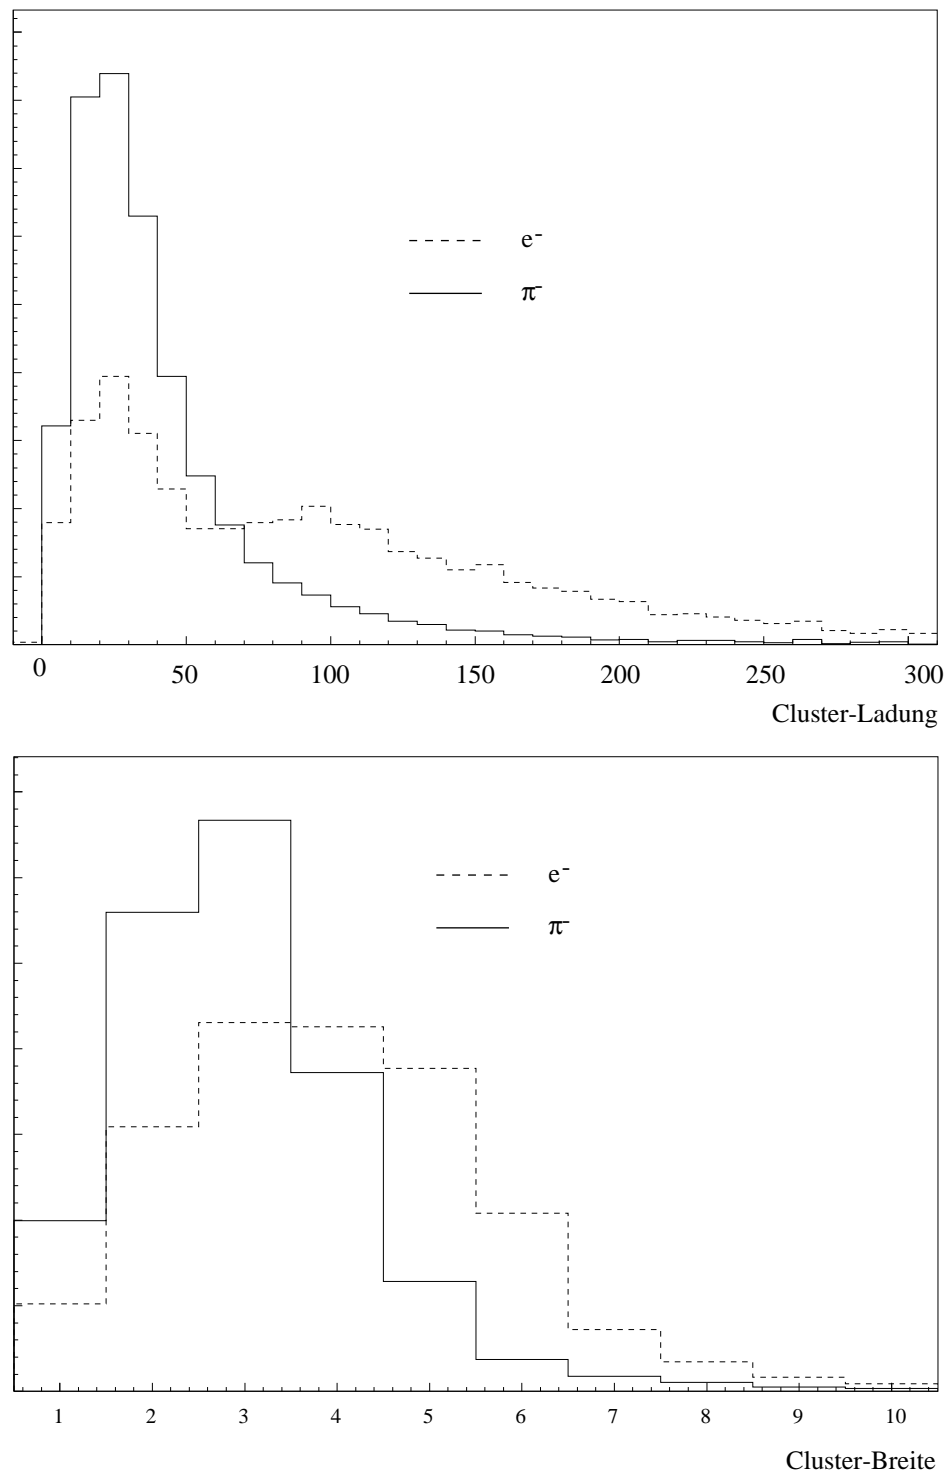 e⁻
π⁻
0 50 100 150 200 250 300
Cluster-Ladung
e⁻
π⁻
1 2 3 4 5 6 7 8 9 10
Cluster-Breite